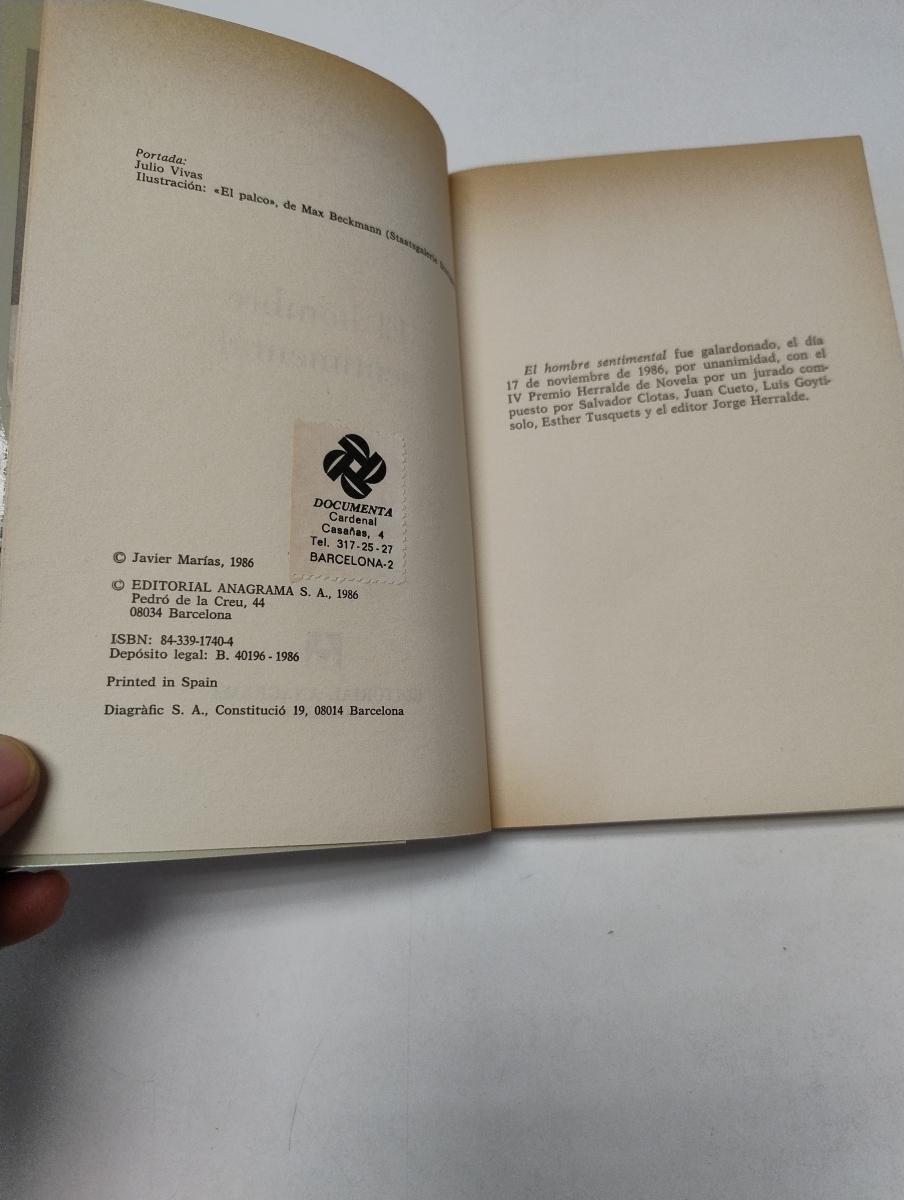 Portada:
Julio Vivas
Ilustración: «El palco», de Max Beckmann (Staatsgalerie
DOCUMENTA
Cardenal
Casañas, 4
Tel. 317-25-27
BARCELONA-2
© Javier Marías, 1986
© EDITORIAL ANAGRAMA S. A., 1986
Pedró de la Creu, 44
08034 Barcelona
ISBN: 84-339-1740-4
Depósito legal: B. 40196 - 1986
Printed in Spain
Diagràfic S. A., Constitució 19, 08014 Barcelona
El hombre sentimental fue galardonado, el día
17 de noviembre de 1986, por unanimidad, con el
IV Premio Herralde de Novela por un jurado com-
puesto por Salvador Clotas, Juan Cueto, Luis Goyti-
solo, Esther Tusquets y el editor Jorge Herralde.